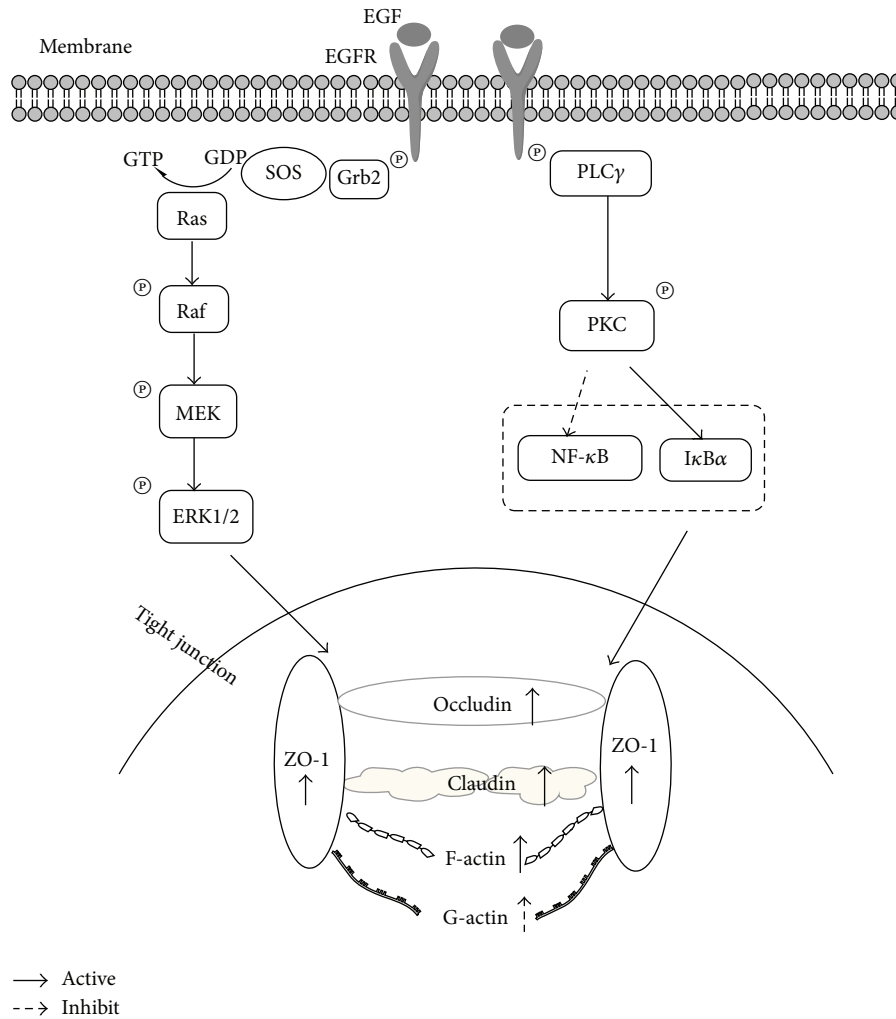 EGF
Membrane
EGFR
GTP
GDP
SOS
Grb2
P
P
PLCγ
Ras
P
Raf
P
PKC
P
MEK
NF-κB
IκBα
P
ERK1/2
Tight junction
Occludin
ZO-1
ZO-1
Claudin
F-actin
G-actin
Active
Inhibit